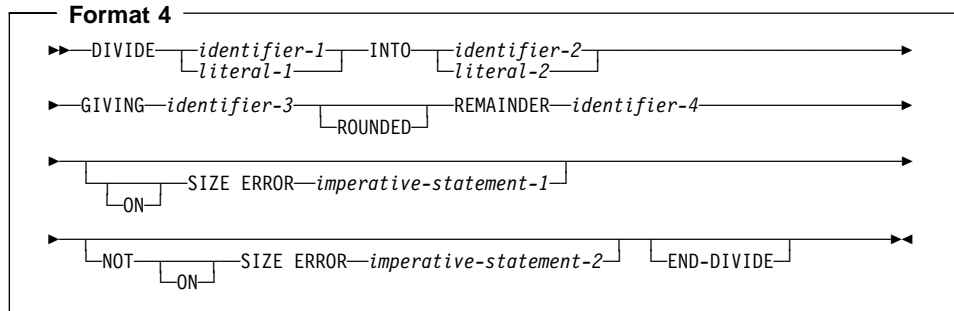 Format 4
DIVIDE identifier-1 INTO identifier-2
literal-1 literal-2
GIVING identifier-3 REMAINDER identifier-4
ROUNDED
SIZE ERROR imperative-statement-1
ON
NOT SIZE ERROR imperative-statement-2 END-DIVIDE
ON